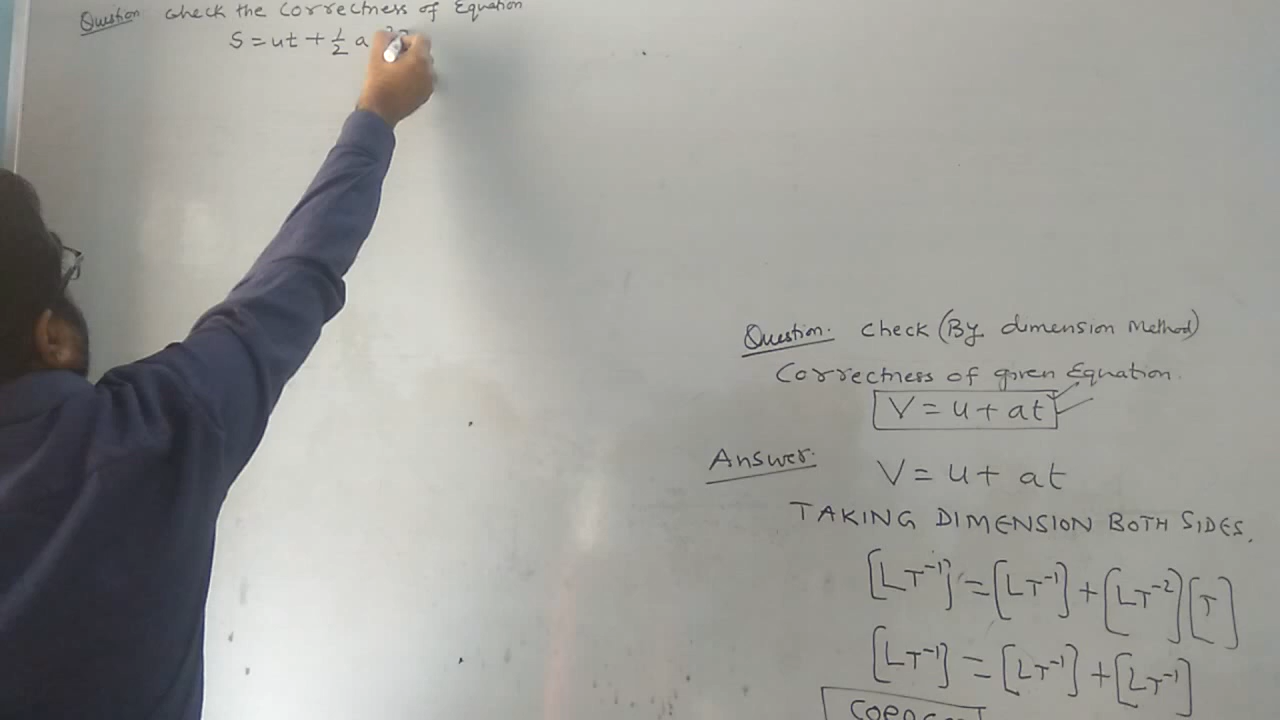 Question check the Correctness of Equation
S = ut + 1/2 a
Question. Check (By dimension Method)
Correctness of given Equation.
V = u + at
Answer. V = u + at
TAKING DIMENSION BOTH SIDES.
[LT⁻¹] = [LT⁻¹] + [LT⁻²][T]
[LT⁻¹] = [LT⁻¹] + [LT⁻¹]